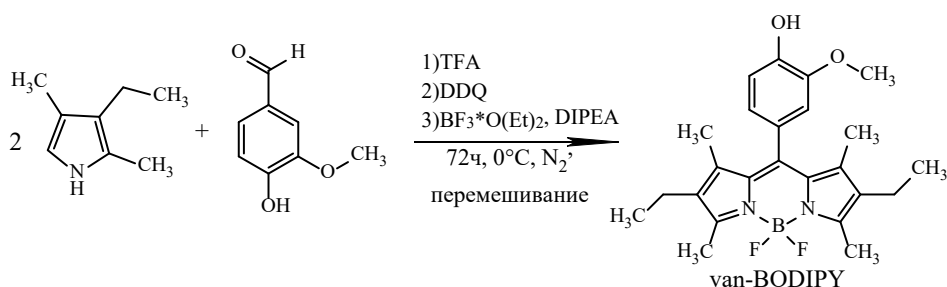 2
H₃C
CH₃
CH₃
N
H
+
O
H
O
CH₃
OH
1)TFA
2)DDQ
3)BF₃*O(Et)₂, DIPEA
72ч, 0°C, N₂,
перемешивание
OH
O
CH₃
H₃C
CH₃
CH₃
H₃C
N
N
B
F
F
H₃C
CH₃
van-BODIPY